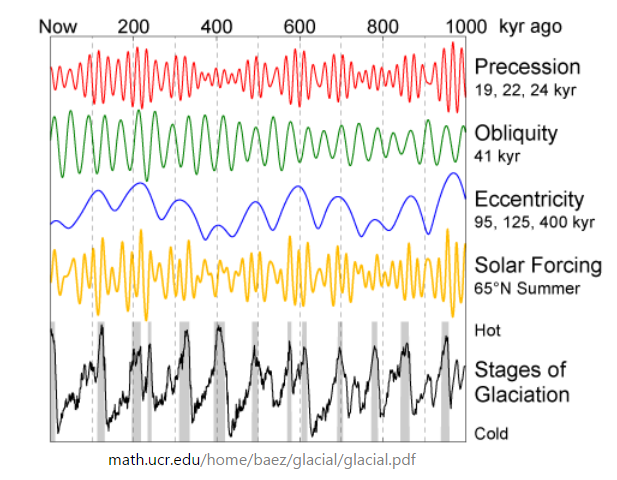 Now 200 400 600 800 1000 kyr ago
Precession
19, 22, 24 kyr
Obliquity
41 kyr
Eccentricity
95, 125, 400 kyr
Solar Forcing
65°N Summer
Hot
Stages of
Glaciation
Cold
math.ucr.edu/home/baez/glacial/glacial.pdf